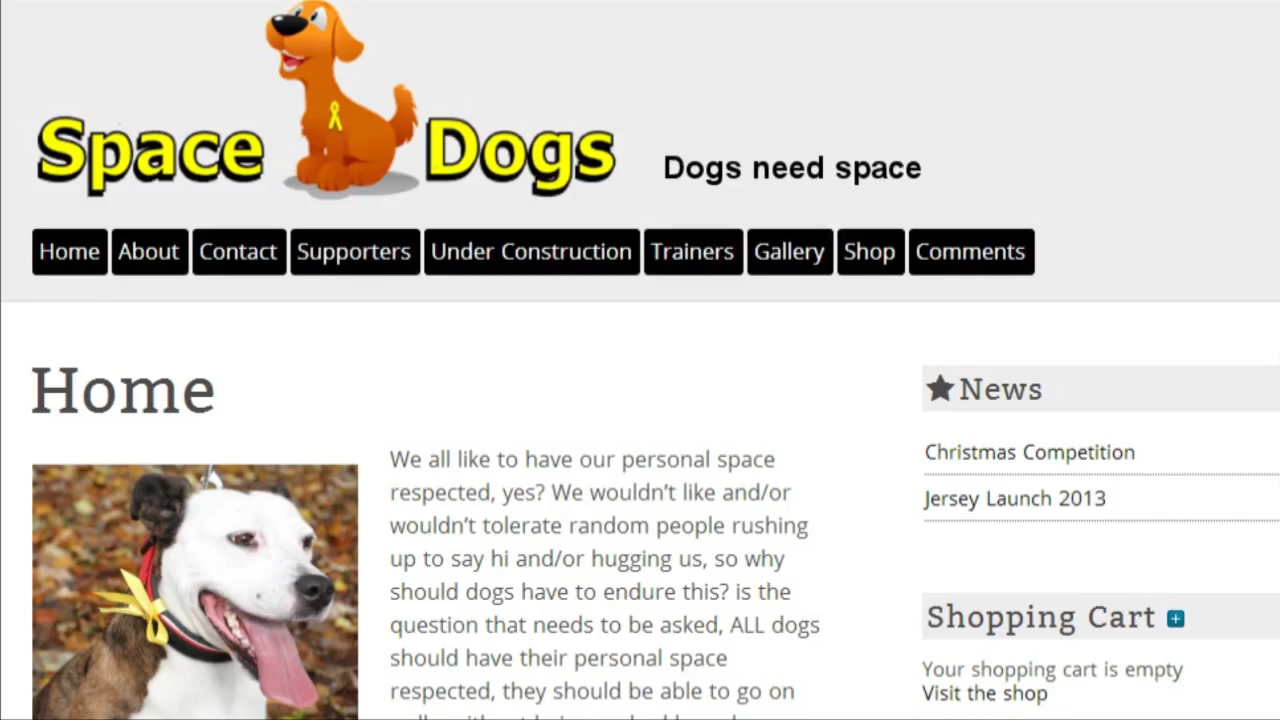 Space Dogs
Dogs need space
Home About Contact Supporters Under Construction Trainers Gallery Shop Comments
Home
We all like to have our personal space
respected, yes? We wouldn’t like and/or
wouldn’t tolerate random people rushing
up to say hi and/or hugging us, so why
should dogs have to endure this? is the
question that needs to be asked, ALL dogs
should have their personal space
respected, they should be able to go on
News
Christmas Competition
Jersey Launch 2013
Shopping Cart
Your shopping cart is empty
Visit the shop